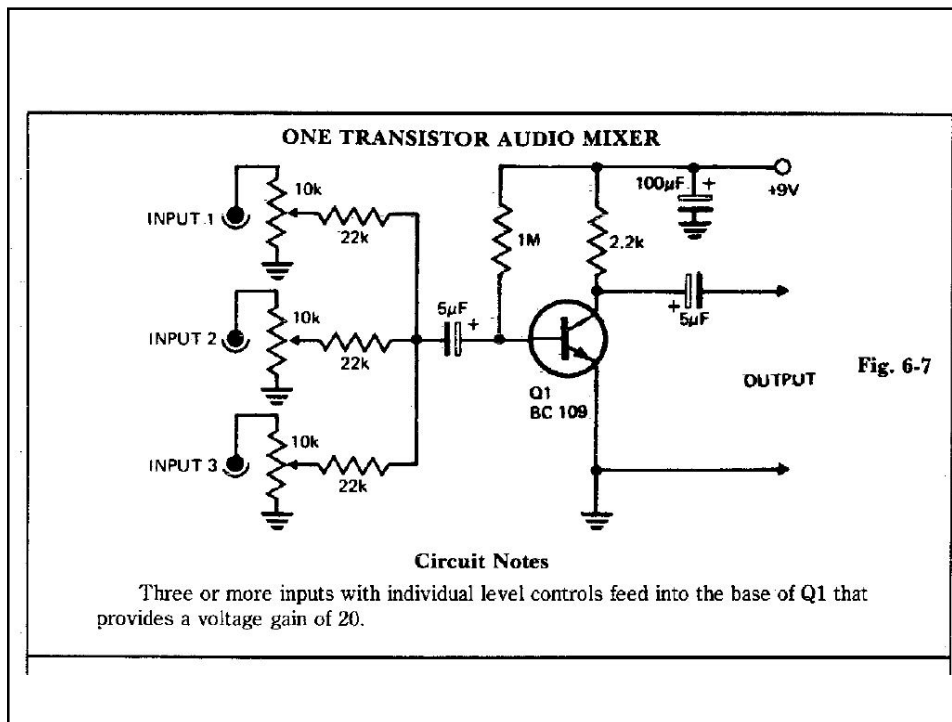 ONE TRANSISTOR AUDIO MIXER
INPUT 1
10k
22k
INPUT 2
10k
22k
INPUT 3
10k
22k
5µF
+
1M
2.2k
100µF
+
+9V
+
5µF
Q1
BC 109
OUTPUT
Fig. 6-7
Circuit Notes
Three or more inputs with individual level controls feed into the base of Q1 that
provides a voltage gain of 20.